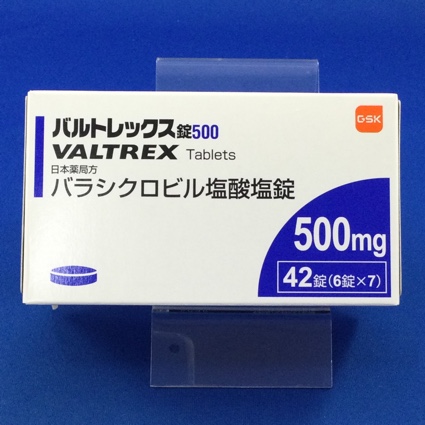 バルトレックス錠500
GSK
VALTREX Tablets
日本薬局方
バラシクロビル塩酸塩錠
500mg
42錠(6錠×7)